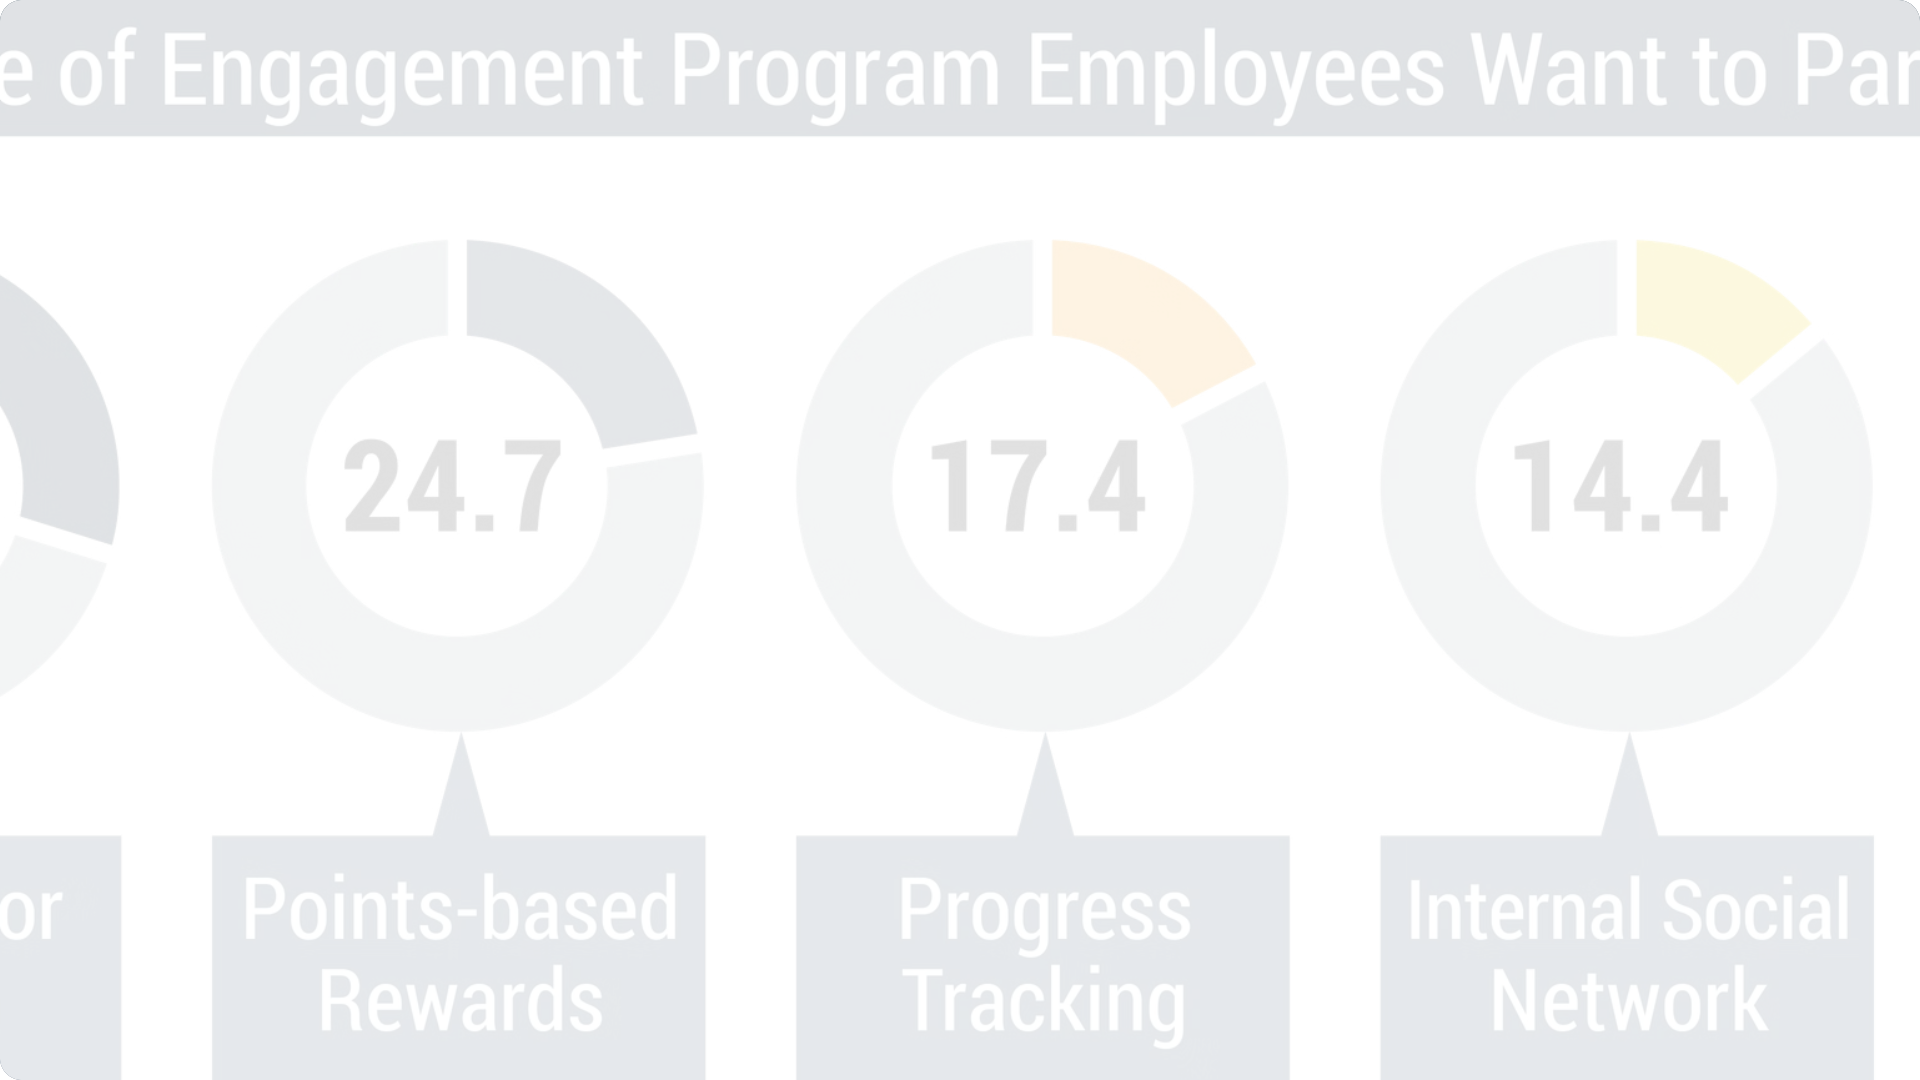 e of Engagement Program Employees Want to Par
24.7
17.4
14.4
or
Points-based
Rewards
Progress
Tracking
Internal Social
Network